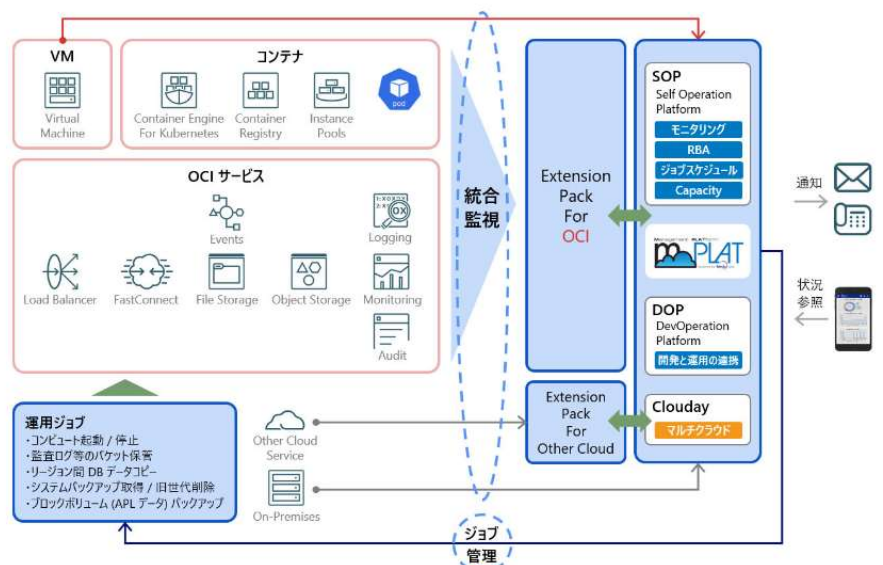 VM
Virtual
Machine
コンテナ
Container Engine
For Kubernetes
Container
Registry
Instance
Pools
pod
OCI サービス
Events
Logging
Load Balancer
FastConnect
File Storage
Object Storage
Monitoring
Audit
統合
監視
Extension
Pack
For
OCI
SOP
Self Operation
Platform
モニタリング
RBA
ジョブスケジュール
Capacity
mPLAT
DOP
DevOperation
Platform
開発と運用の連携
Extension
Pack
For
Other Cloud
Clouday
マルチクラウド
通知
状況
参照
運用ジョブ
・コンピュート起動 / 停止
・監査ログ等のバケット保管
・リージョン間 DB データコピー
・システムバックアップ取得 / 旧世代削除
・ブロックボリューム (APL データ) バックアップ
Other Cloud
Service
On-Premises
ジョブ
管理